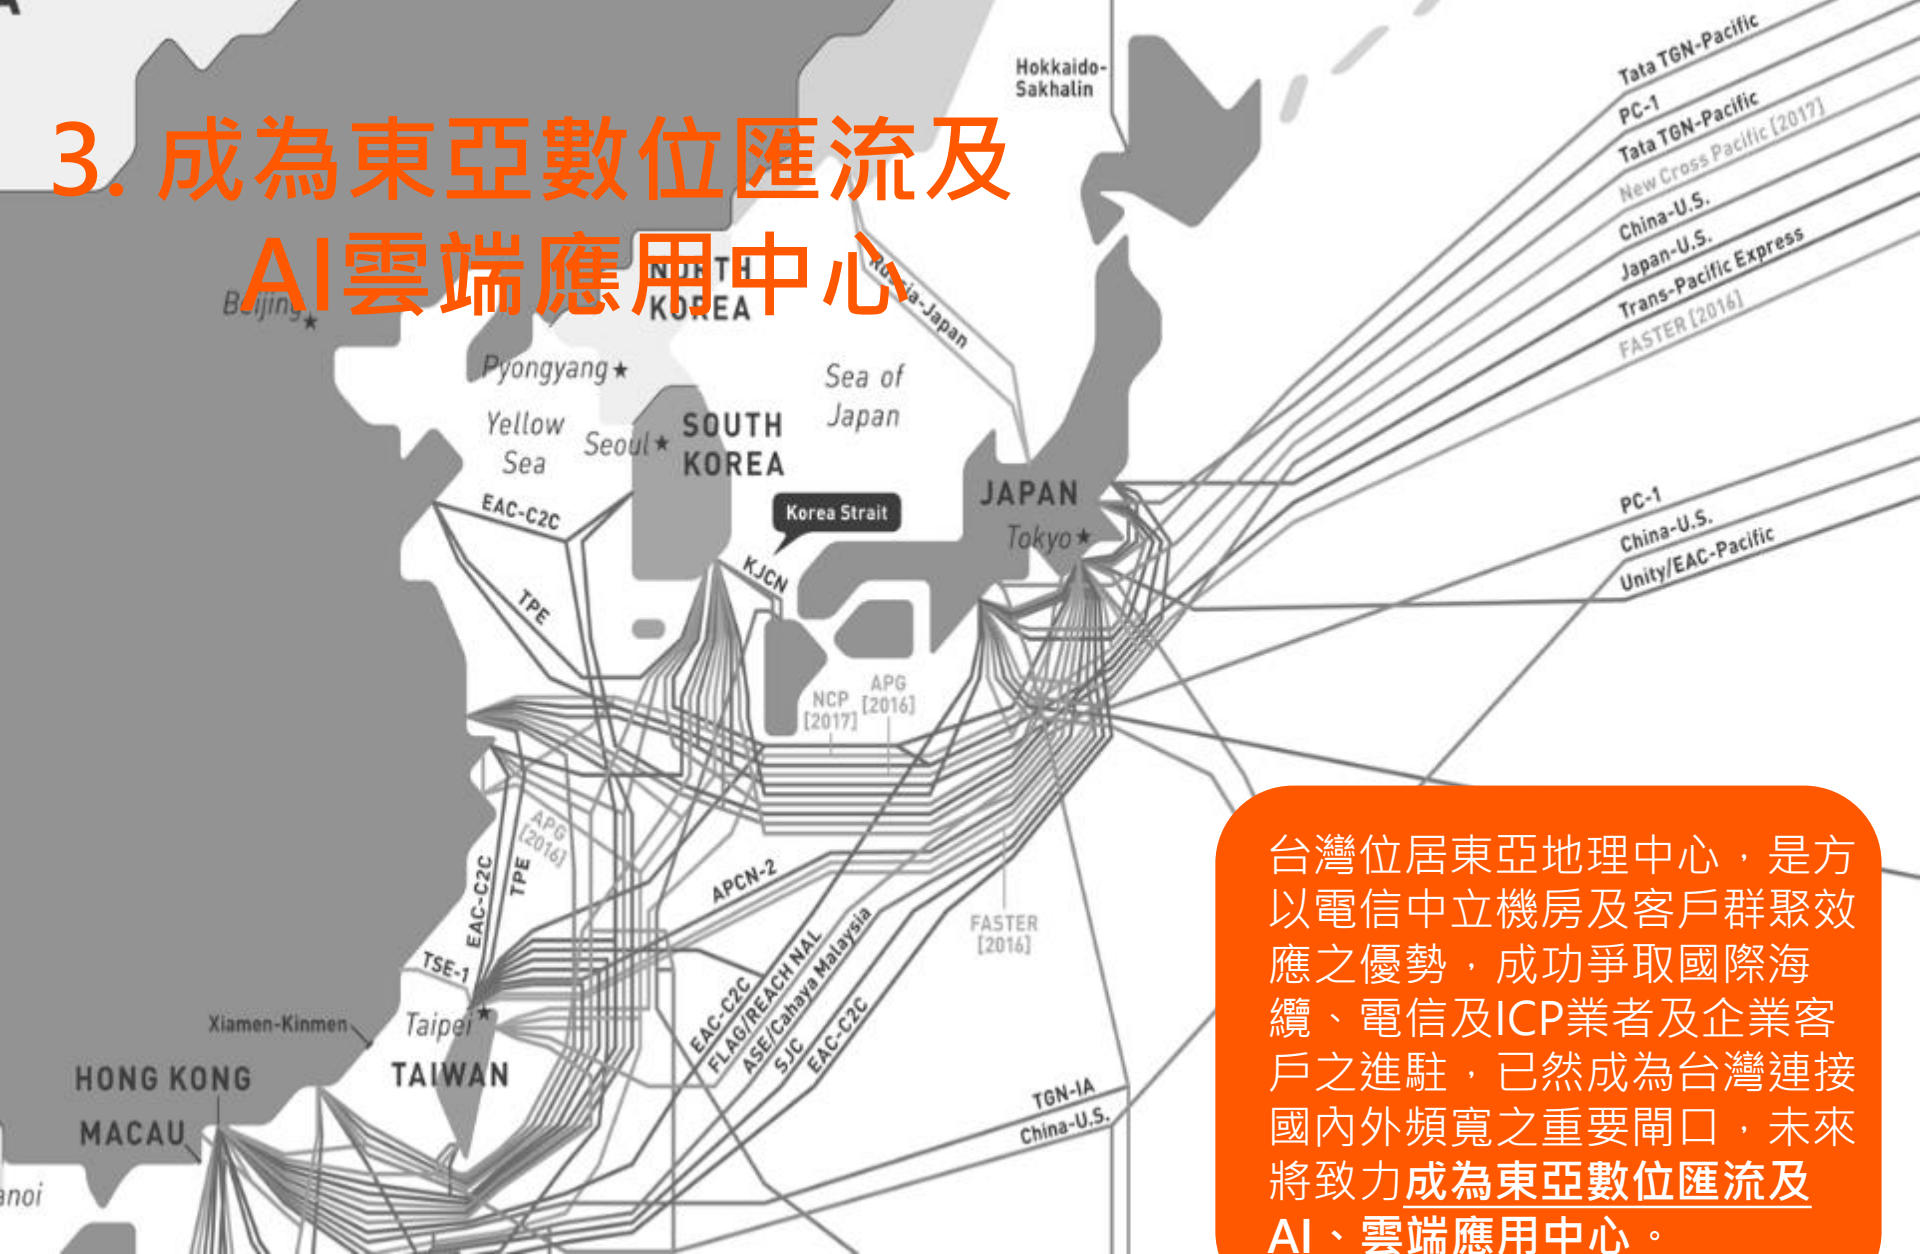 3. 成為東亞數位匯流及
AI雲端應用中心
Hokkaido-
Sakhalin
Tata TGN-Pacific
PC-1
Tata TGN-Pacific
New Cross Pacific [2017]
China-U.S.
Japan-U.S.
Trans-Pacific Express
FASTER [2016]
Beijing
NORTH
KOREA
Russia-Japan
Pyongyang
Sea of
Japan
Yellow
Sea
Seoul
SOUTH
KOREA
EAC-C2C
Korea Strait
JAPAN
Tokyo
PC-1
China-U.S.
Unity/EAC-Pacific
KJCN
TPE
NCP
[2017]
APG
[2016]
APG
[2016]
EAC-C2C
TPE
APCN-2
FASTER
[2016]
TSE-1
EAC-C2C
FLAG/REACH NAL
ASE/Cahaya Malaysia
SJC
EAC-C2C
Xiamen-Kinmen
Taipei
TAIWAN
HONG KONG
MACAU
TGN-IA
China-U.S.
anoi
台灣位居東亞地理中心，是方
以電信中立機房及客戶群聚效
應之優勢，成功爭取國際海
纜、電信及ICP業者及企業客
戶之進駐，已然成為台灣連接
國內外頻寬之重要閘口，未來
將致力成為東亞數位匯流及
AI、雲端應用中心。